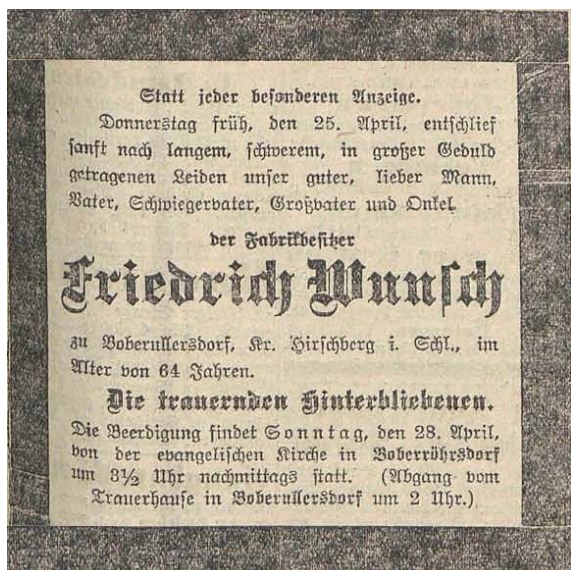 Statt jeder besonderen Anzeige.
Donnerstag früh, den 25. April, entschlief
sanft nach langem, schwerem, in großer Geduld
getragenen Leiden unser guter, lieber Mann,
Vater, Schwiegervater, Großvater und Onkel
der Fabrikbesitzer
Friedrich Wunsch
zu Boberullersdorf, Kr. Hirschberg i. Schl., im
Alter von 64 Jahren.
Die trauernden Hinterbliebenen.
Die Beerdigung findet Sonntag, den 28. April,
von der evangelischen Kirche in Boberröhrsdorf
um 3½ Uhr nachmittags statt. (Abgang vom
Trauerhause in Boberullersdorf um 2 Uhr.)